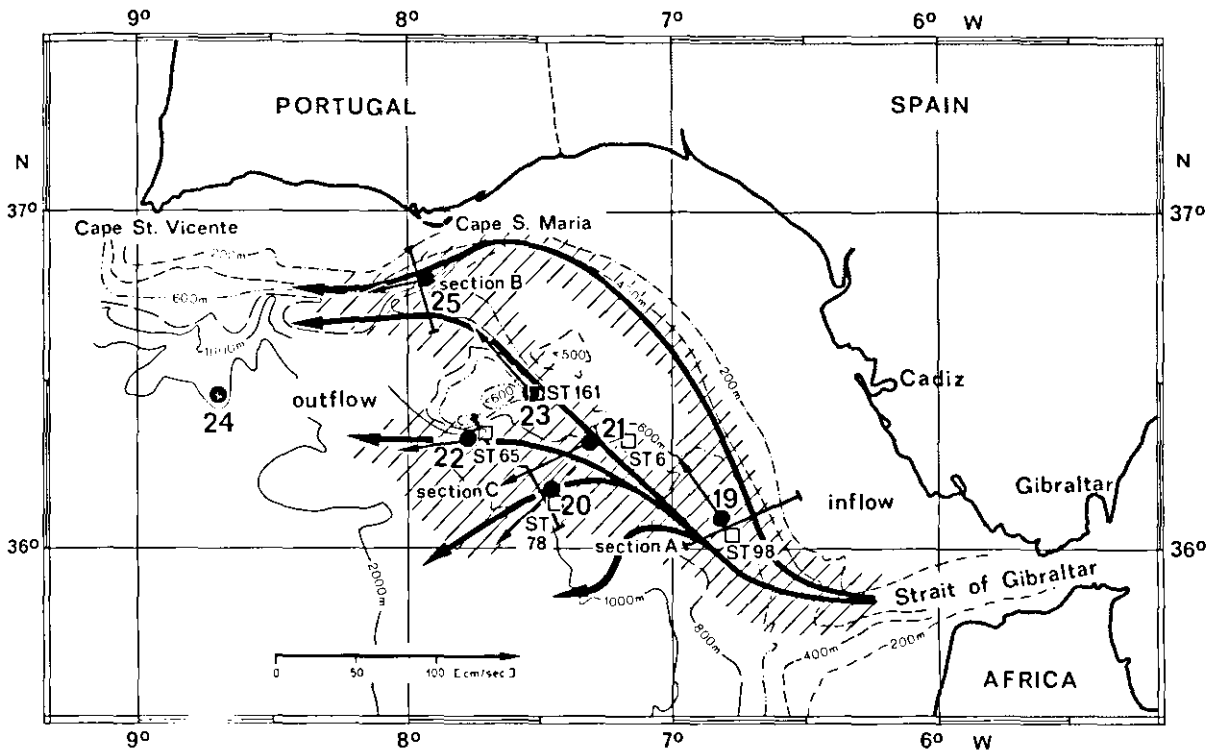 9° 8° 7° 6° W
PORTUGAL SPAIN
N N
37° 37°
Cape St. Vicente Cape S. Maria
200m
section B
600m
25
400m
1000m
<500
200m
<600
Cadiz
24 outflow 23 ST 161
21
600m
22 ST 65 ST 6
section C
19
20
inflow
Gibraltar
ST 78
36° section A ST 98 36°
Strait of Gibraltar
2000m
1000m
800m
400m
200m
0 50 100 [cm/sec]
AFRICA
9° 8° 7° 6° W